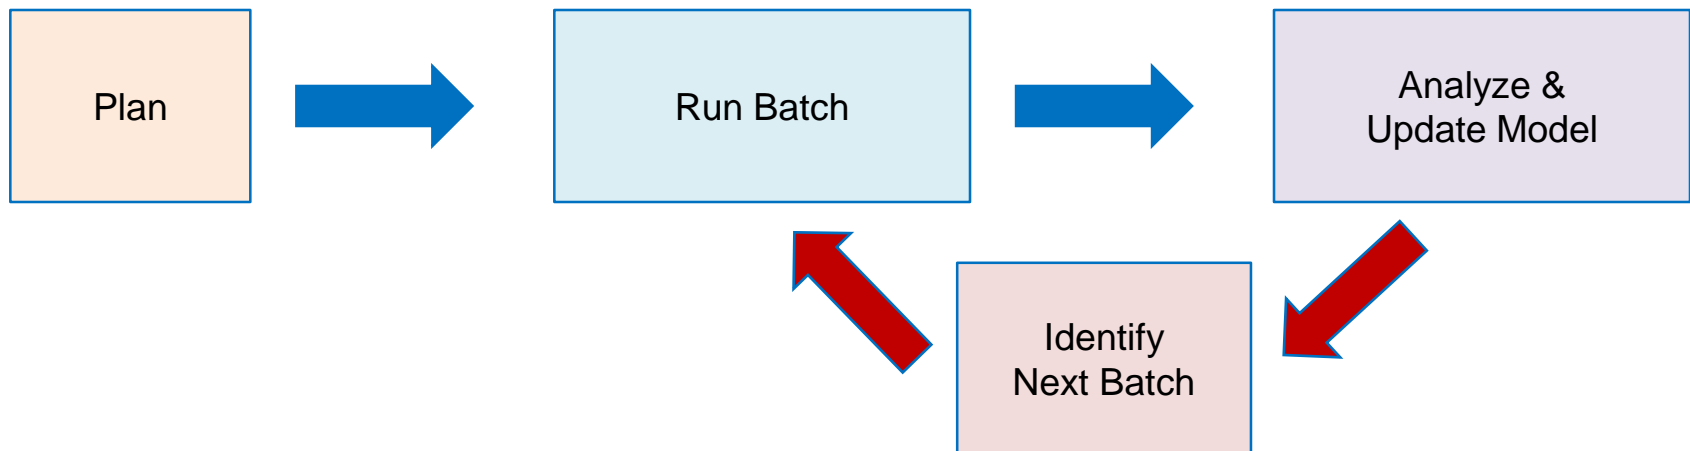 Plan
Run Batch
Analyze &
Update Model
Identify
Next Batch